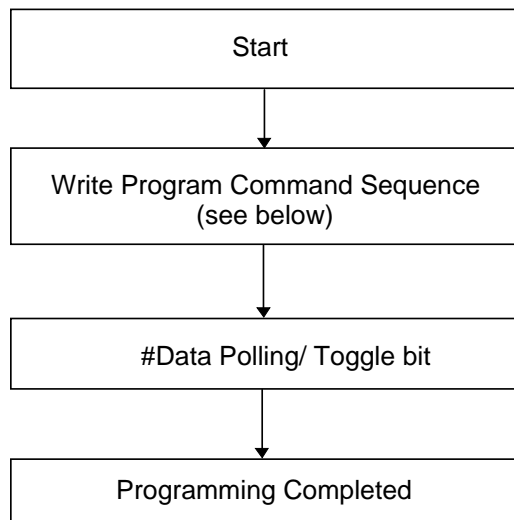 Start
Write Program Command Sequence
(see below)
#Data Polling/ Toggle bit
Programming Completed